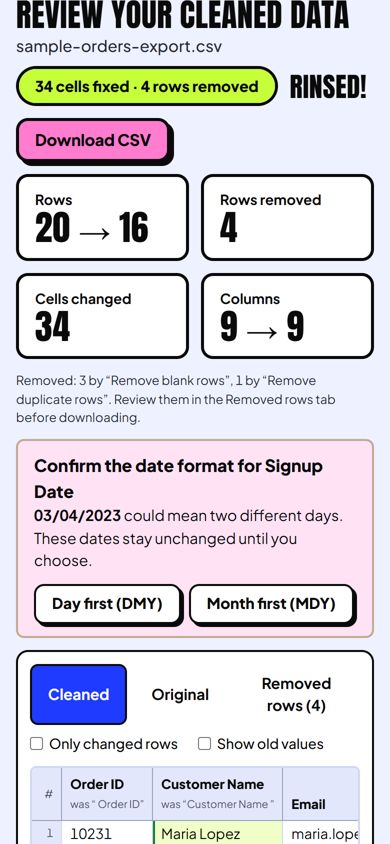 REVIEW YOUR CLEANED DATA
sample-orders-export.csv
34 cells fixed · 4 rows removed
RINSED!
Download CSV
Rows
20 → 16
Rows removed
4
Cells changed
34
Columns
9 → 9
Removed: 3 by “Remove blank rows”, 1 by “Remove
duplicate rows”. Review them in the Removed rows tab
before downloading.
Confirm the date format for Signup
Date
03/04/2023 could mean two different days.
These dates stay unchanged until you
choose.
Day first (DMY)
Month first (MDY)
Cleaned
Original
Removed
rows (4)
Only changed rows
Show old values
#
Order ID
was “ Order ID”
Customer Name
was “Customer Name ”
Email
1
10231
Maria Lopez
maria.lope